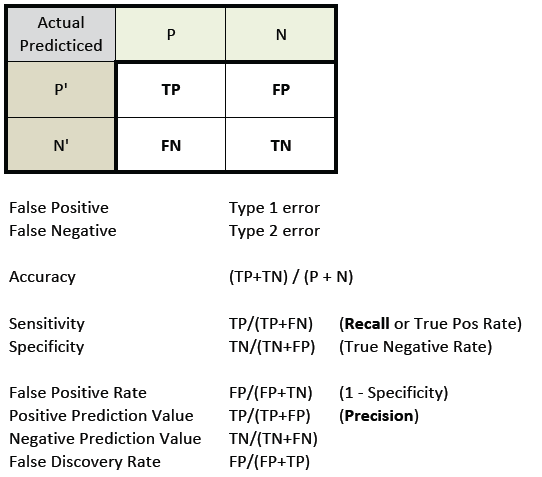 Actual
Predicticed
P
N
P'
TP
FP
N'
FN
TN
False Positive Type 1 error
False Negative Type 2 error
Accuracy (TP+TN) / (P + N)
Sensitivity TP/(TP+FN) (Recall or True Pos Rate)
Specificity TN/(TN+FP) (True Negative Rate)
False Positive Rate FP/(FP+TN) (1 - Specificity)
Positive Prediction Value TP/(TP+FP) (Precision)
Negative Prediction Value TN/(TN+FN)
False Discovery Rate FP/(FP+TP)